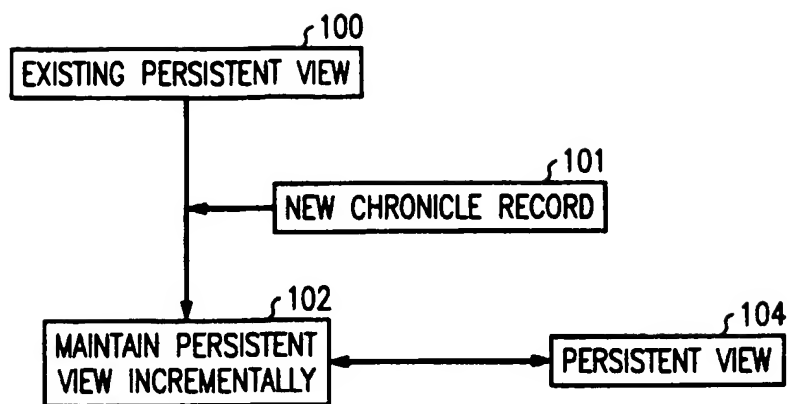 100
EXISTING PERSISTENT VIEW
101
NEW CHRONICLE RECORD
102
MAINTAIN PERSISTENT
VIEW INCREMENTALLY
104
PERSISTENT VIEW